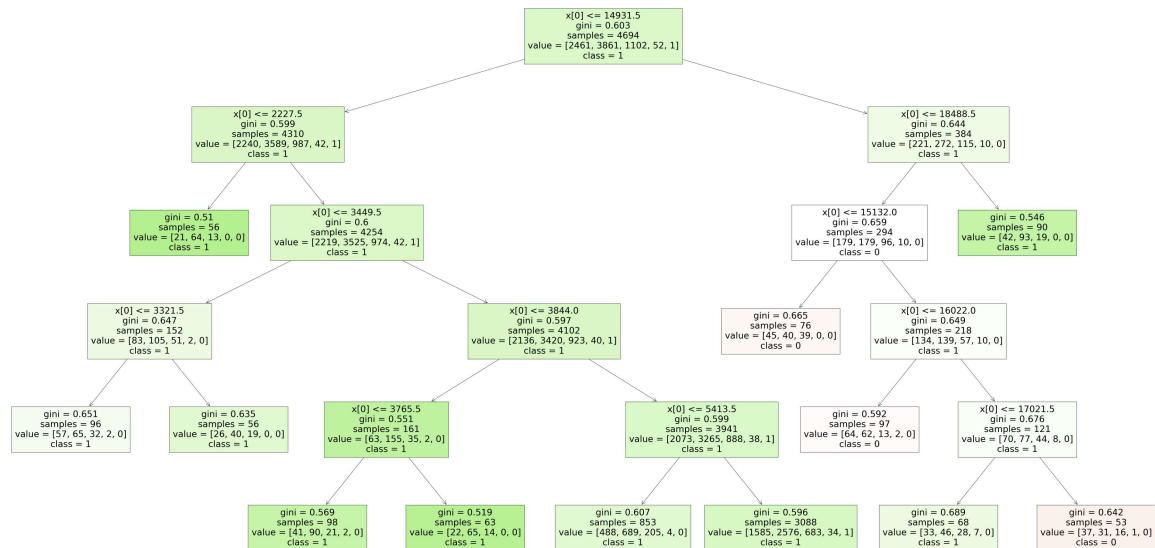 x[0] <= 14931.5
gini = 0.603
samples = 4694
value = [2461, 3861, 1102, 52, 1]
class = 1
x[0] <= 2227.5
gini = 0.599
samples = 4310
value = [2240, 3589, 987, 42, 1]
class = 1
x[0] <= 18488.5
gini = 0.644
samples = 384
value = [221, 272, 115, 10, 0]
class = 1
gini = 0.51
samples = 56
value = [21, 64, 13, 0, 0]
class = 1
x[0] <= 3449.5
gini = 0.6
samples = 4254
value = [2219, 3525, 974, 42, 1]
class = 1
x[0] <= 15132.0
gini = 0.659
samples = 294
value = [179, 179, 96, 10, 0]
class = 0
gini = 0.546
samples = 90
value = [42, 93, 19, 0, 0]
class = 1
x[0] <= 3321.5
gini = 0.647
samples = 152
value = [83, 105, 51, 2, 0]
class = 1
x[0] <= 3844.0
gini = 0.597
samples = 4102
value = [2136, 3420, 923, 40, 1]
class = 1
gini = 0.665
samples = 76
value = [45, 40, 39, 0, 0]
class = 0
x[0] <= 16022.0
gini = 0.649
samples = 218
value = [134, 139, 57, 10, 0]
class = 1
gini = 0.651
samples = 96
value = [57, 65, 32, 2, 0]
class = 1
gini = 0.635
samples = 56
value = [26, 40, 19, 0, 0]
class = 1
x[0] <= 3765.5
gini = 0.551
samples = 161
value = [63, 155, 35, 2, 0]
class = 1
x[0] <= 5413.5
gini = 0.599
samples = 3941
value = [2073, 3265, 888, 38, 1]
class = 1
gini = 0.592
samples = 97
value = [64, 62, 13, 2, 0]
class = 0
x[0] <= 17021.5
gini = 0.676
samples = 121
value = [70, 77, 44, 8, 0]
class = 1
gini = 0.569
samples = 98
value = [41, 90, 21, 2, 0]
class = 1
gini = 0.519
samples = 63
value = [22, 65, 14, 0, 0]
class = 1
gini = 0.607
samples = 853
value = [488, 689, 205, 4, 0]
class = 1
gini = 0.596
samples = 3088
value = [1585, 2576, 683, 34, 1]
class = 1
gini = 0.689
samples = 68
value = [33, 46, 28, 7, 0]
class = 1
gini = 0.642
samples = 53
value = [37, 31, 16, 1, 0]
class = 0